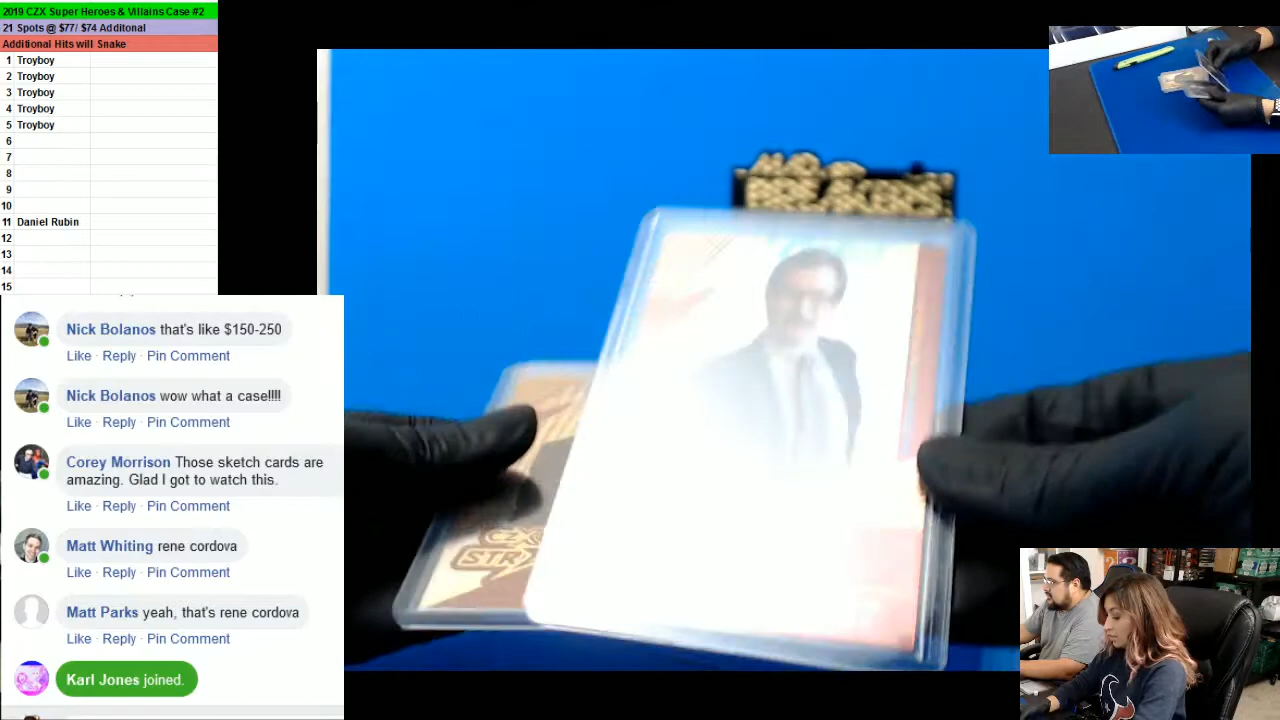 2019 CZX Super Heroes & Villains Case #2
21 Spots @ $77/ $74 Additonal
Additional Hits will Snake
1 Troyboy
2 Troyboy
3 Troyboy
4 Troyboy
5 Troyboy
6
7
8
9
10
11 Daniel Rubin
12
13
14
15
Nick Bolanos that's like $150-250
Like · Reply · Pin Comment
Nick Bolanos wow what a case!!!!
Like · Reply · Pin Comment
Corey Morrison Those sketch cards are
amazing. Glad I got to watch this.
Like · Reply · Pin Comment
Matt Whiting rene cordova
Like · Reply · Pin Comment
Matt Parks yeah, that's rene cordova
Like · Reply · Pin Comment
Karl Jones joined.
CZX